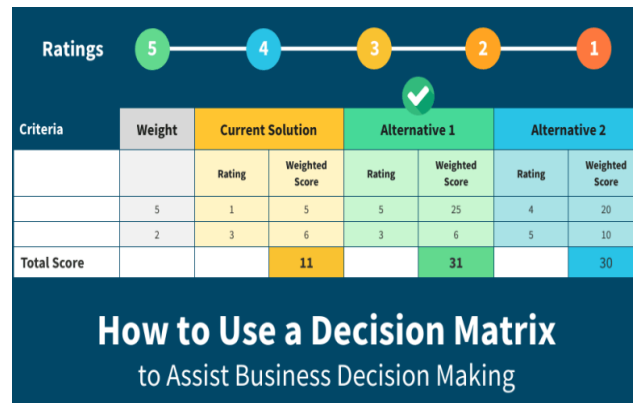 Ratings 5 4 3 2 1
Criteria Weight Current Solution Alternative 1 Alternative 2
Rating Weighted Score Rating Weighted Score Rating Weighted Score
5 1 5 5 25 4 20
2 3 6 3 6 5 10
Total Score 11 31 30
How to Use a Decision Matrix
to Assist Business Decision Making